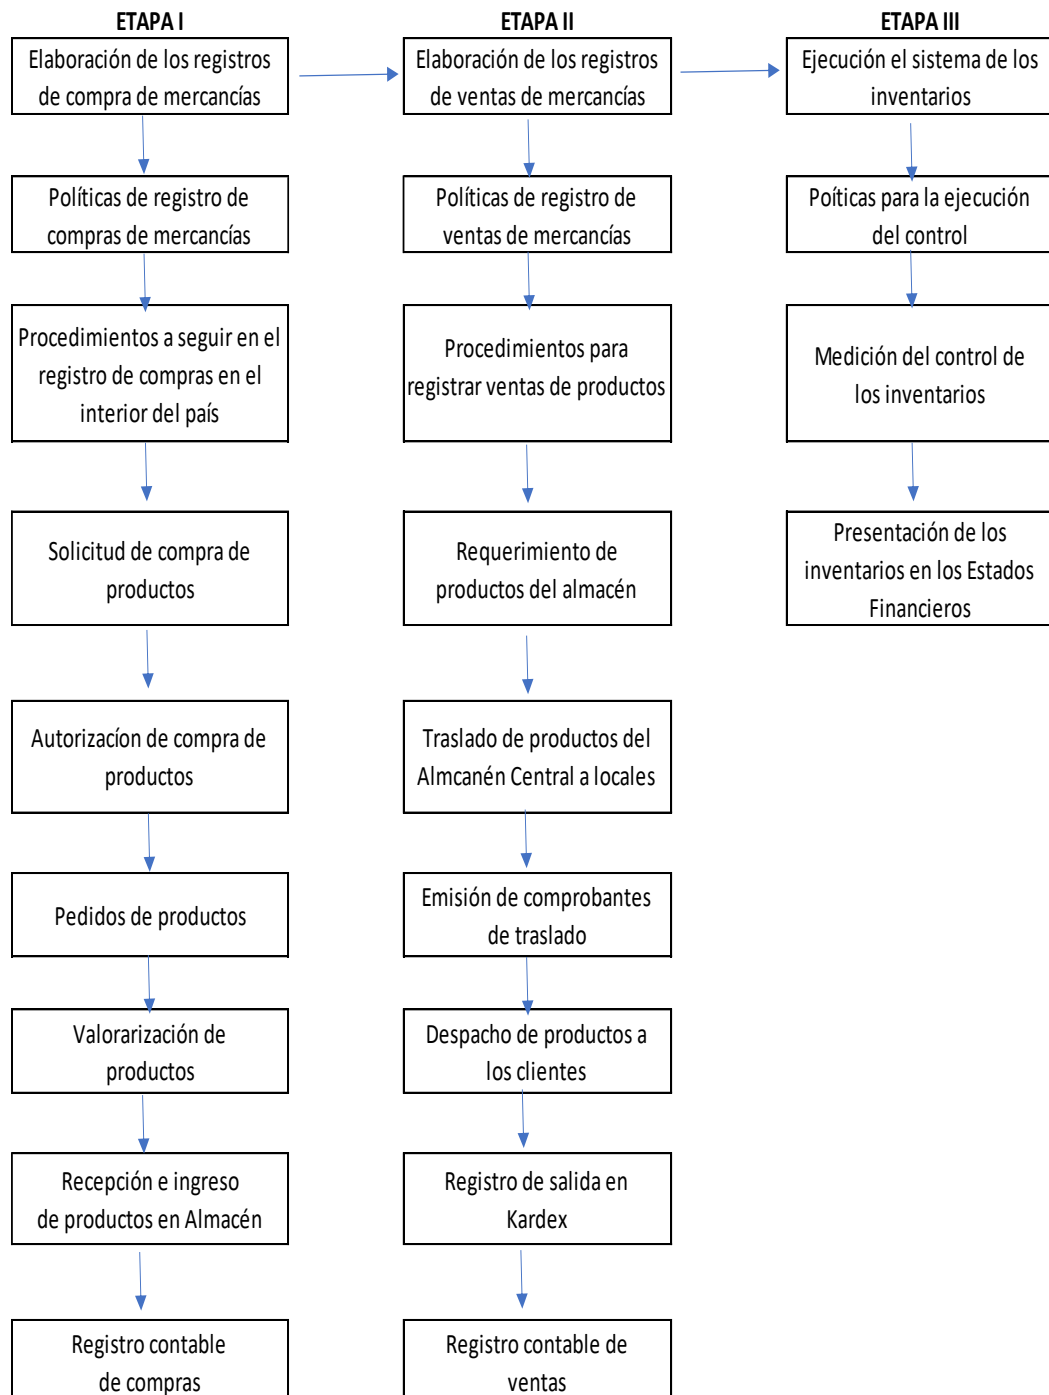 ETAPA I
Elaboración de los registros
de compra de mercancías
Políticas de registro de
compras de mercancías
Procedimientos a seguir en el
registro de compras en el
interior del país
Solicitud de compra de
productos
Autorizacíon de compra de
productos
Pedidos de productos
Valorarización de
productos
Recepción e ingreso
de productos en Almacén
Registro contable
de compras
ETAPA II
Elaboración de los registros
de ventas de mercancías
Políticas de registro de
ventas de mercancías
Procedimientos para
registrar ventas de productos
Requerimiento de
productos del almacén
Traslado de productos del
Almcanén Central a locales
Emisión de comprobantes
de traslado
Despacho de productos a
los clientes
Registro de salida en
Kardex
Registro contable de
ventas
ETAPA III
Ejecución el sistema de los
inventarios
Poíticas para la ejecución
del control
Medición del control de
los inventarios
Presentación de los
inventarios en los Estados
Financieros